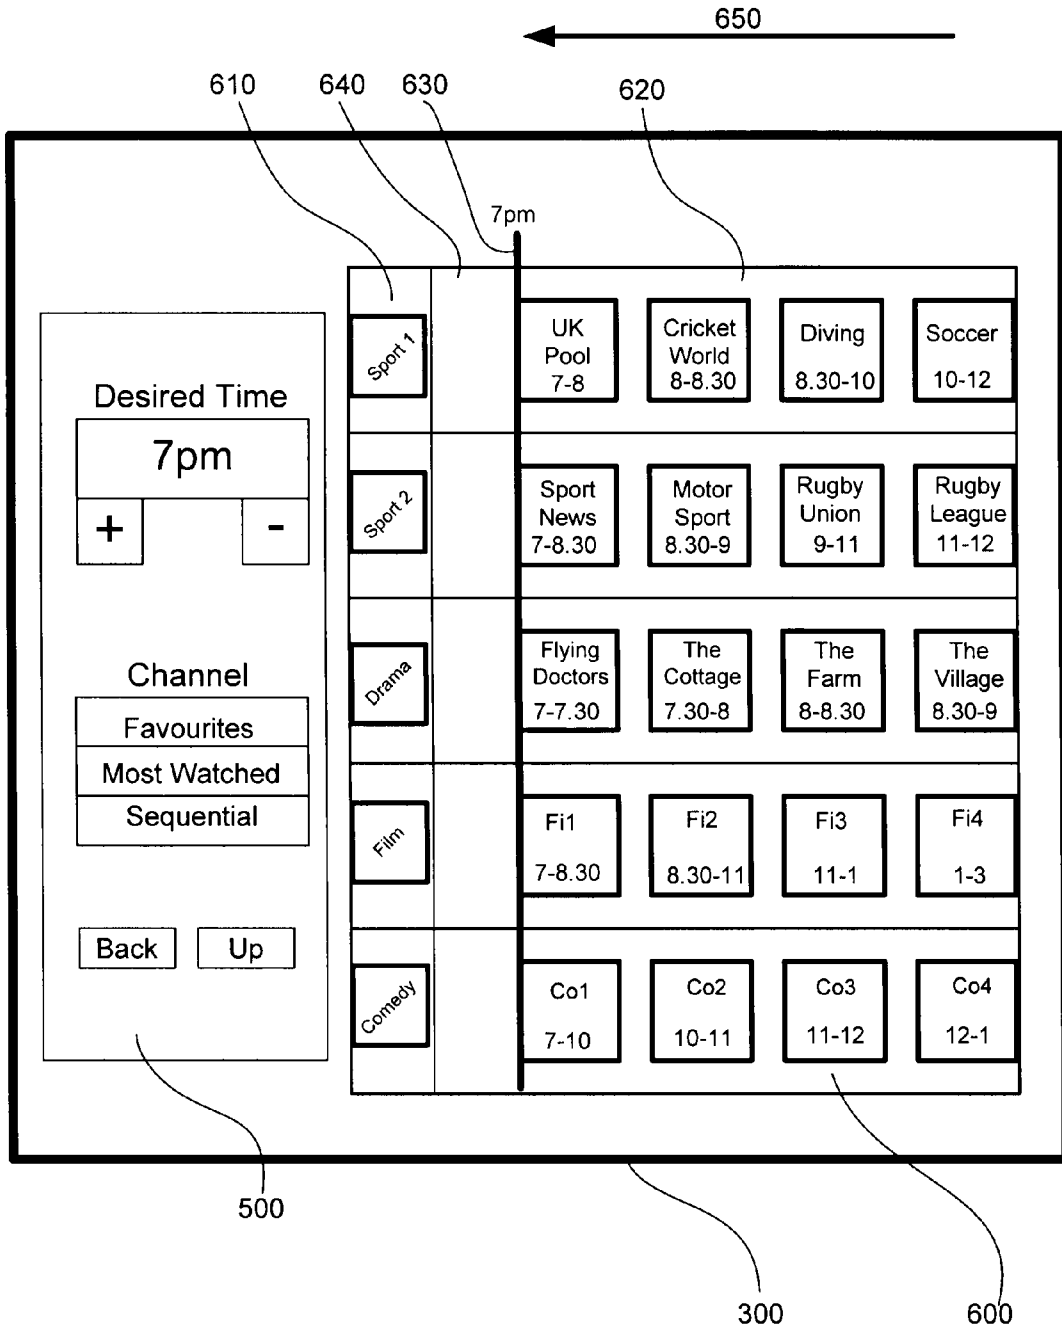 650
610
640
630
620
7pm
Desired Time
7pm
+
-
Channel
Favourites
Most Watched
Sequential
Back
Up
Sport 1
UK
Pool
7-8
Cricket
World
8-8.30
Diving
8.30-10
Soccer
10-12
Sport 2
Sport
News
7-8.30
Motor
Sport
8.30-9
Rugby
Union
9-11
Rugby
League
11-12
Drama
Flying
Doctors
7-7.30
The
Cottage
7.30-8
The
Farm
8-8.30
The
Village
8.30-9
Film
Fi1
7-8.30
Fi2
8.30-11
Fi3
11-1
Fi4
1-3
Comedy
Co1
7-10
Co2
10-11
Co3
11-12
Co4
12-1
500
300
600